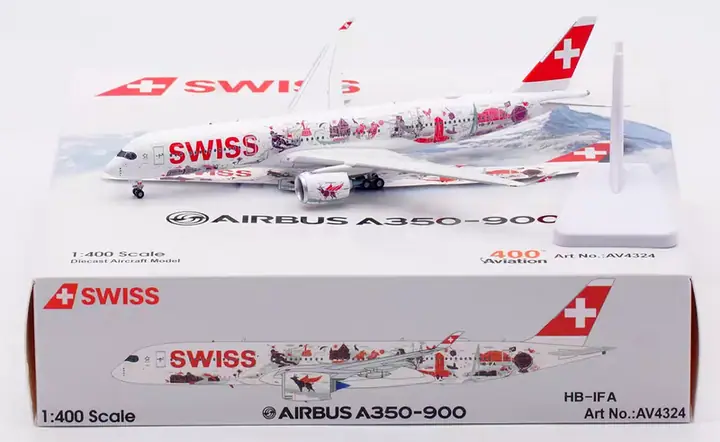 SWISS
SWISS
SWISS
AIRBUS A350-900
1:400 Scale
Diecast Aircraft Model
400
Aviation
Art No.:AV4324
SWISS
SWISS
HB-IFA
1:400 Scale
AIRBUS A350-900
Art No.:AV4324